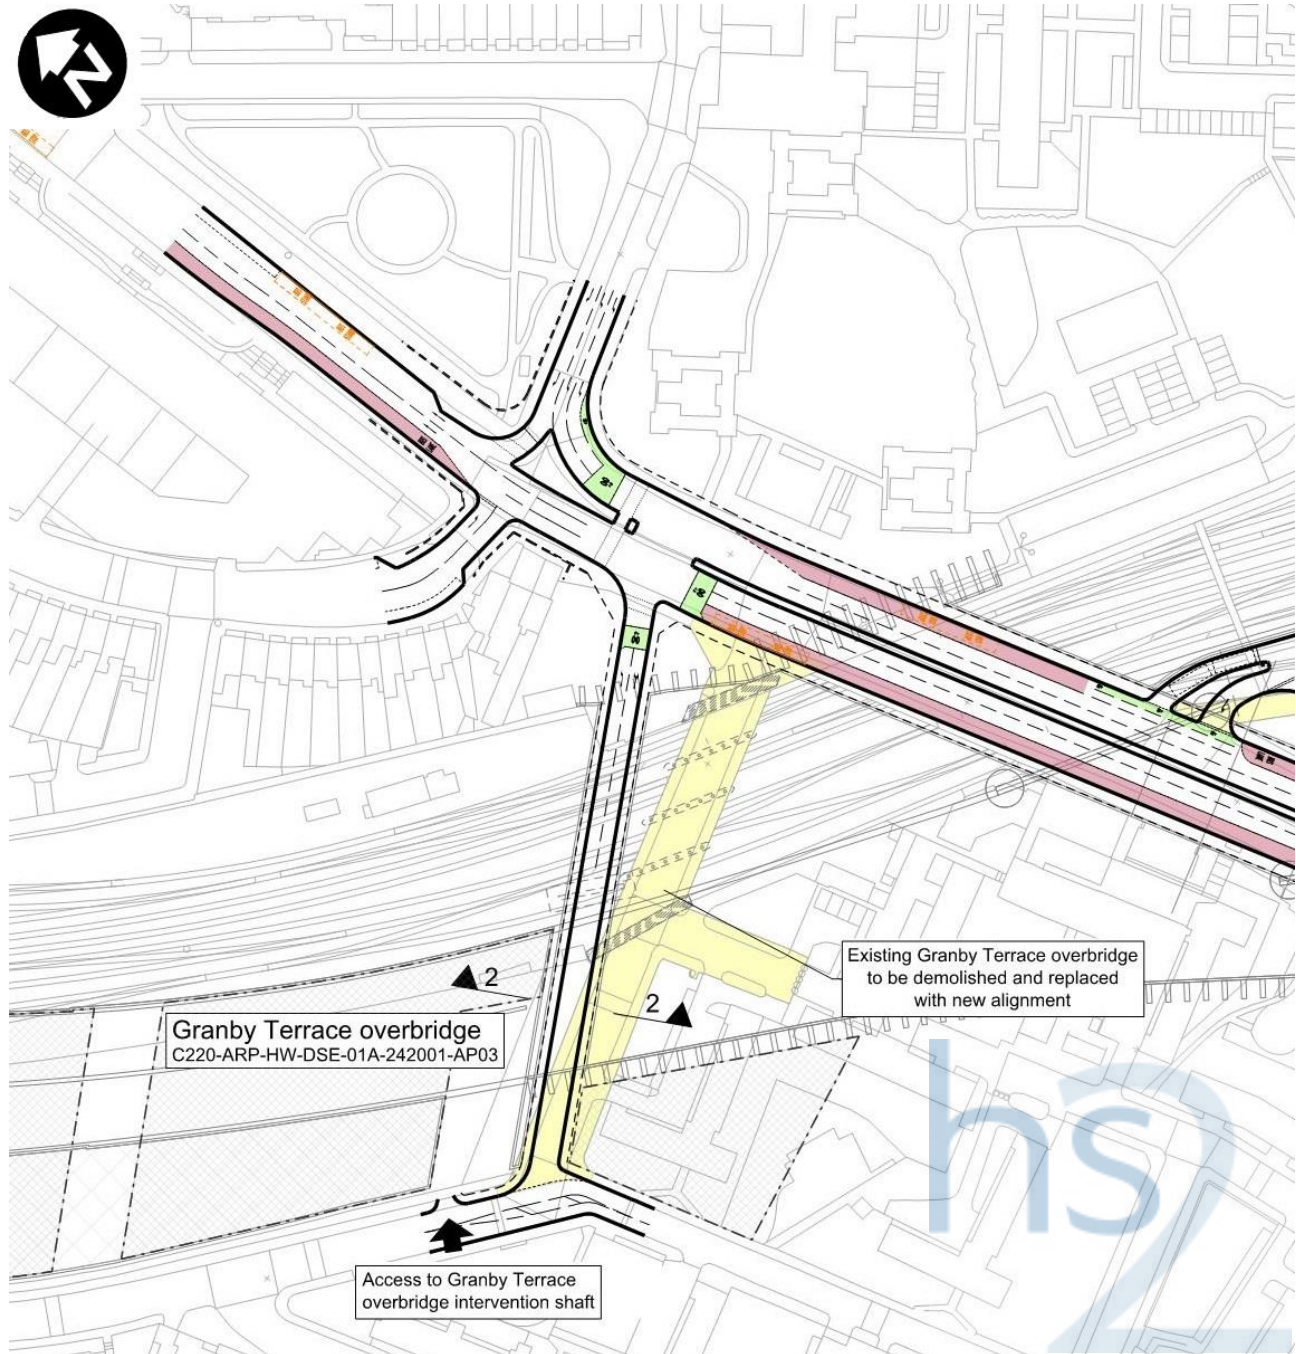 N
2
Existing Granby Terrace overbridge
to be demolished and replaced
with new alignment
2
Granby Terrace overbridge
C220-ARP-HW-DSE-01A-242001-AP03
Access to Granby Terrace
overbridge intervention shaft
hs2